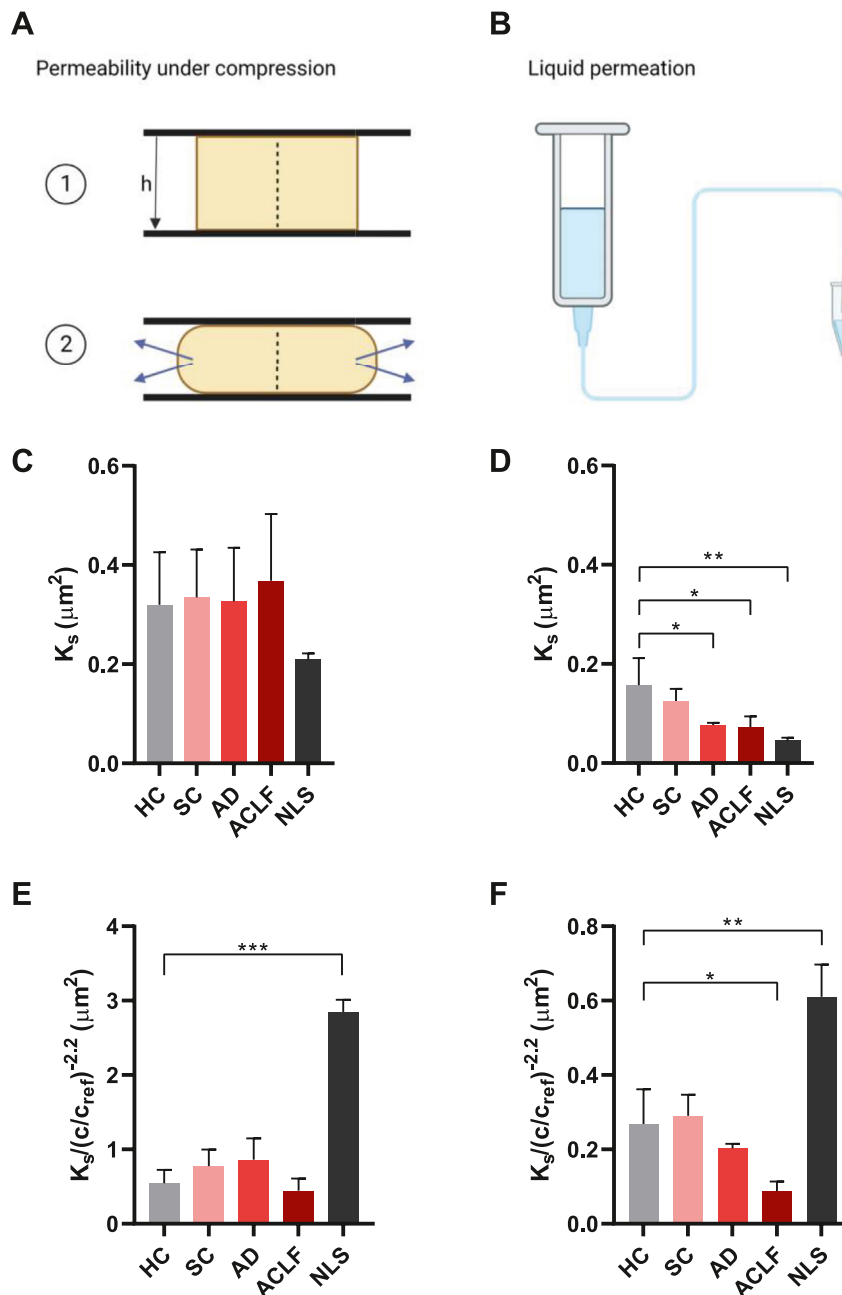 A
Permeability under compression
1
h
2
B
Liquid permeation
C
0.6
0.4
0.2
0.0
Kₛ (μm²)
HC
SC
AD
ACLF
NLS
D
0.6
0.4
0.2
0.0
Kₛ (μm²)
**
*
*
HC
SC
AD
ACLF
NLS
E
4
3
2
1
0
Kₛ/(c/c_ref)^-2.2 (μm²)
***
HC
SC
AD
ACLF
NLS
F
0.8
0.6
0.4
0.2
0.0
Kₛ/(c/c_ref)^-2.2 (μm²)
**
*
HC
SC
AD
ACLF
NLS